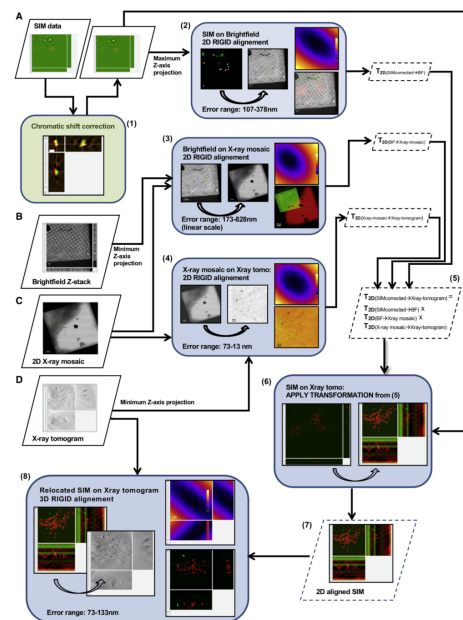 A
SIM data
Maximum
Z-axis
projection
(2)
SIM on Brightfield
2D RIGID alignement
Error range: 107-378nm
T2D(SIMcorrected→BF)
Chromatic shift correction
(1)
(3)
Brightfield on X-ray mosaic
2D RIGID alignement
Error range: 173-828nm
(linear scale)
T2D(BF→Xray-mosaic)
B
Brightfield Z-stack
Minimum
Z-axis
projection
(4)
X-ray mosaic on Xray tomo:
2D RIGID alignement
Error range: 73-13 nm
T2D(Xray-mosaic→Xray-tomogram)
C
2D X-ray mosaic
(5)
T2D(SIMcorrected→Xray-tomogram) =
T2D(SIMcorrected→BF) X
T2D(BF→Xray mosaic) X
T2D(X-ray mosaic→Xray-tomogram)
D
X-ray tomogram
Minimum Z-axis projection
(6)
SIM on Xray tomo:
APPLY TRANSFORMATION from (5)
(7)
2D aligned SIM
(8)
Relocated SIM on Xray tomogram
3D RIGID alignement
Error range: 73-133nm